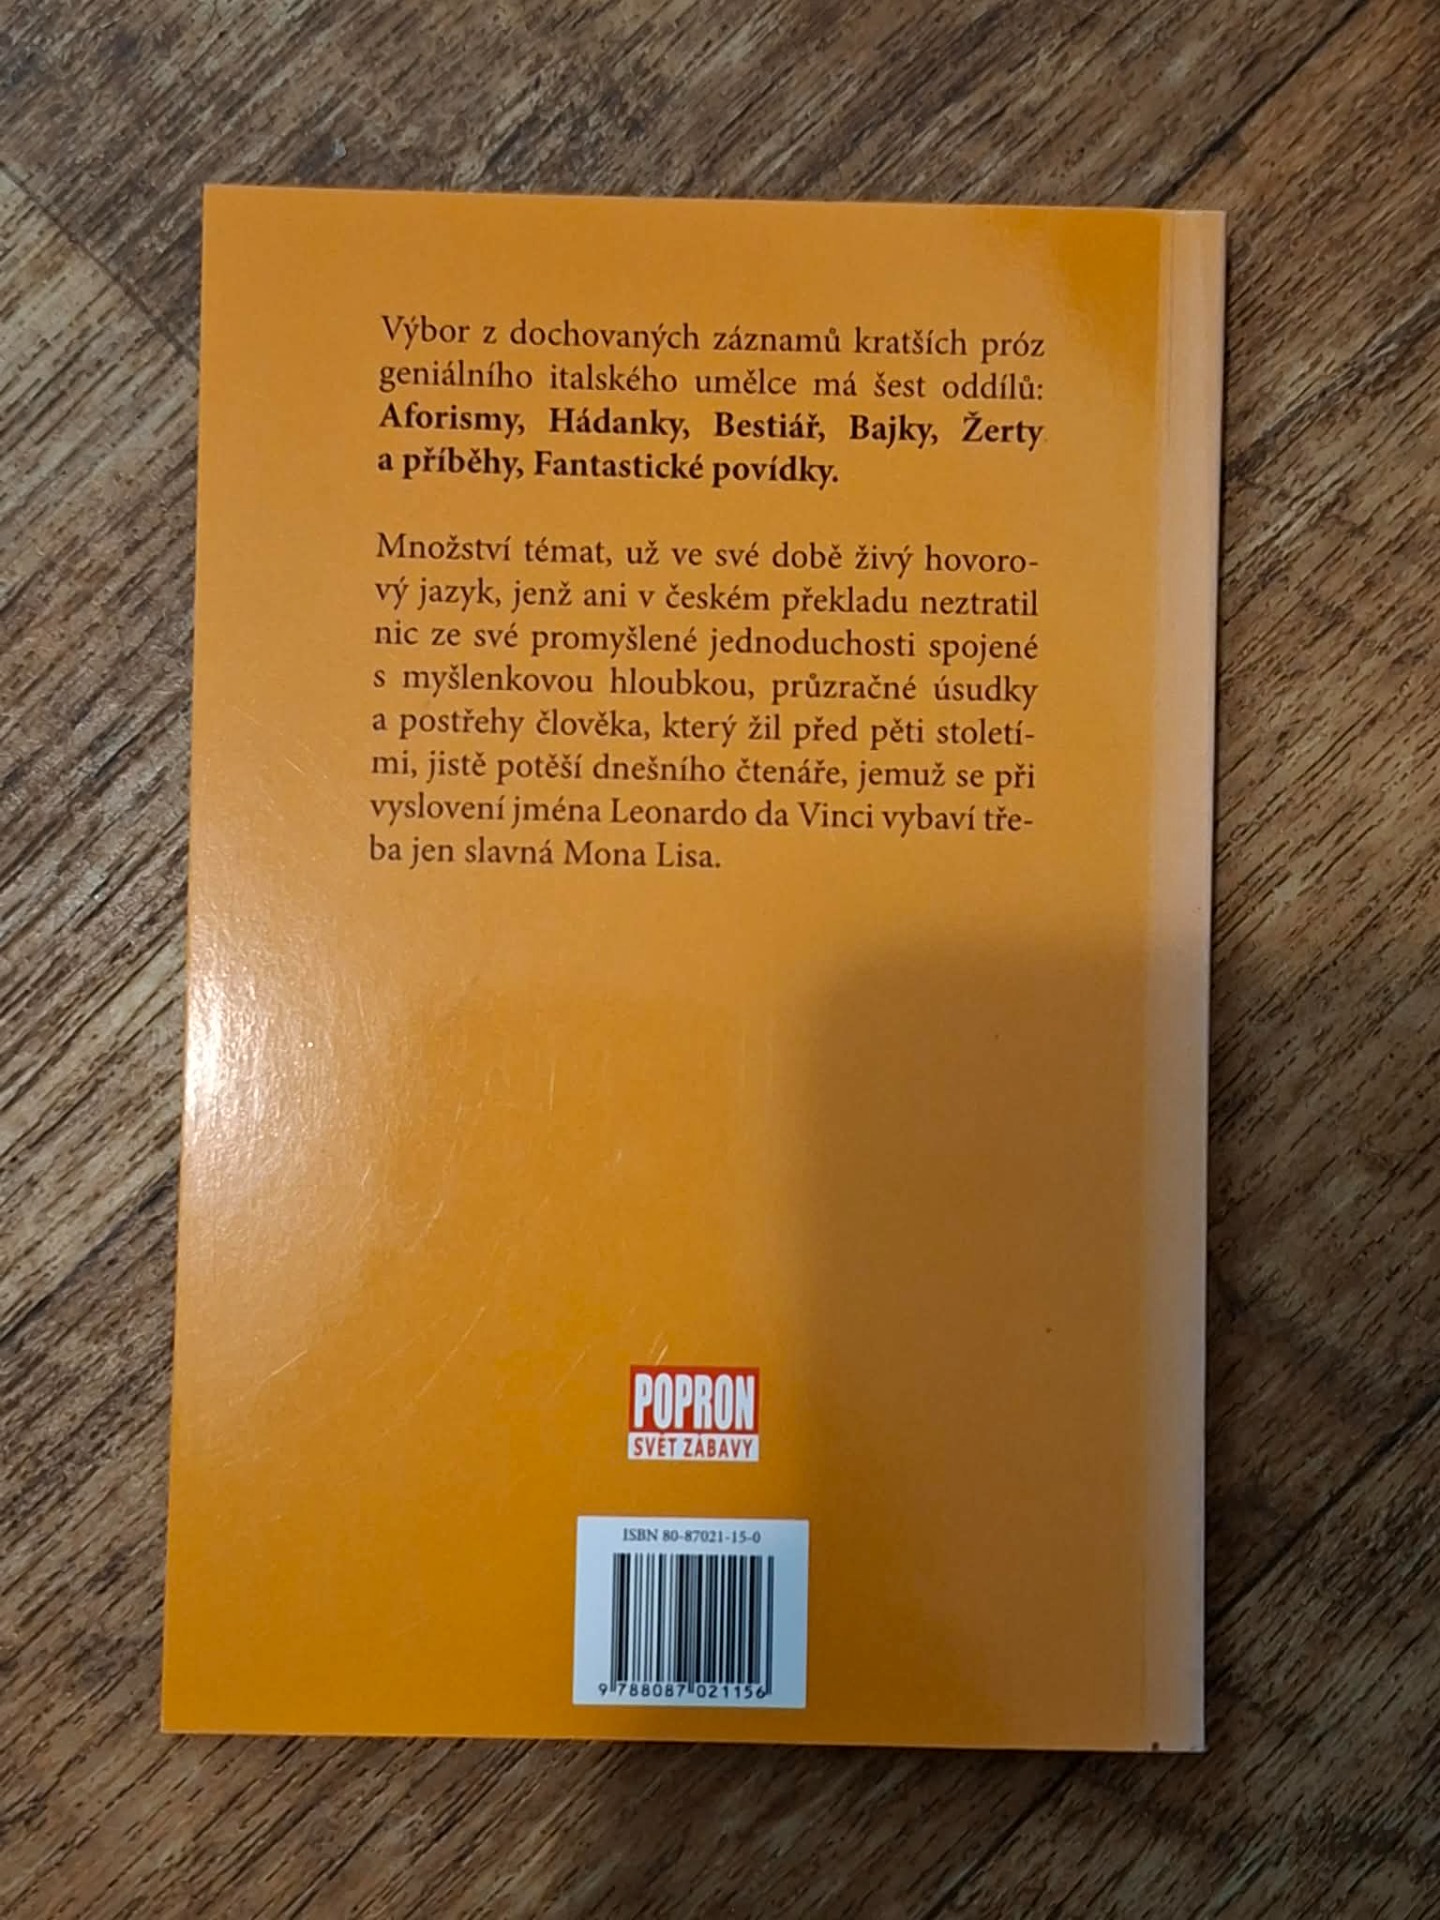 Výbor z dochovaných záznamů kratších próz
geniálního italského umělce má šest oddílů:
Aforismy, Hádanky, Bestiář, Bajky, Žerty
a příběhy, Fantastické povídky.
Množství témat, už ve své době živý hovoro-
vý jazyk, jenž ani v českém překladu neztratil
nic ze své promyšlené jednoduchosti spojené
s myšlenkovou hloubkou, průzračné úsudky
a postřehy člověka, který žil před pěti století-
mi, jistě potěší dnešního čtenáře, jemuž se při
vyslovení jména Leonardo da Vinci vybaví tře-
ba jen slavná Mona Lisa.
POPRON
SVĚT ZÁBAVY
ISBN 80-87021-15-0
9 788087 021156